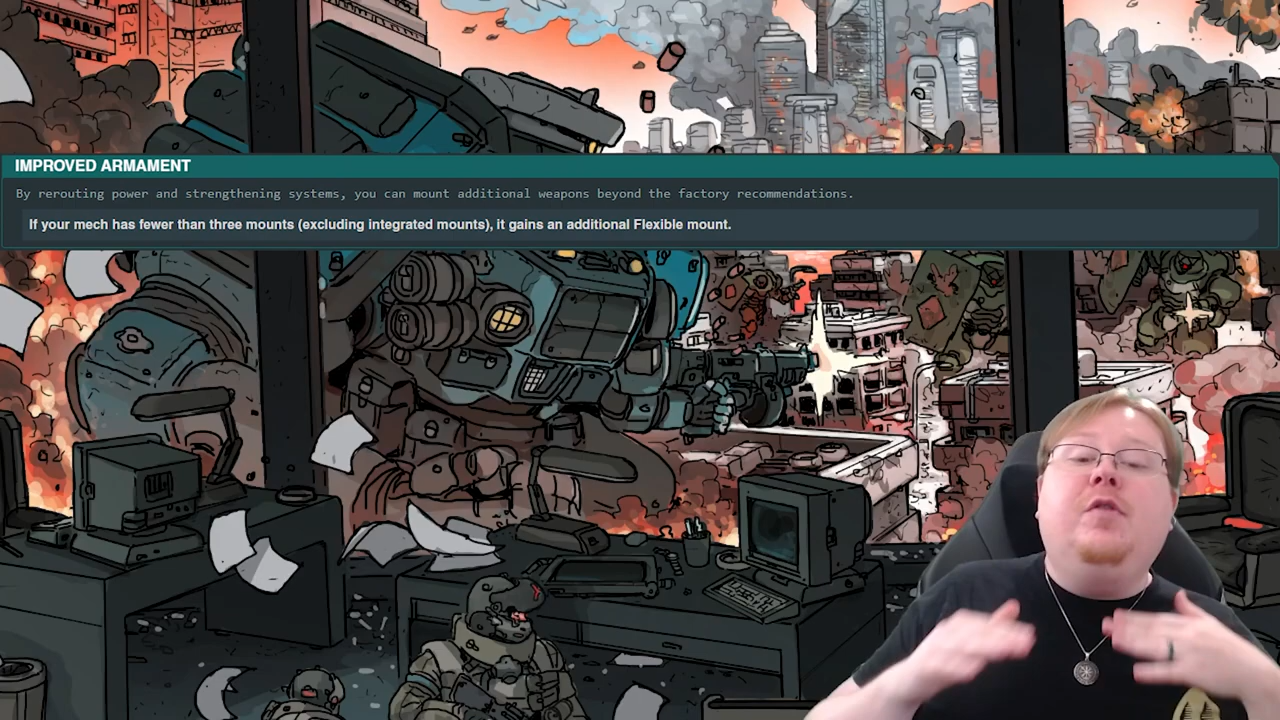 IMPROVED ARMAMENT
By rerouting power and strengthening systems, you can mount additional weapons beyond the factory recommendations.
If your mech has fewer than three mounts (excluding integrated mounts), it gains an additional Flexible mount.